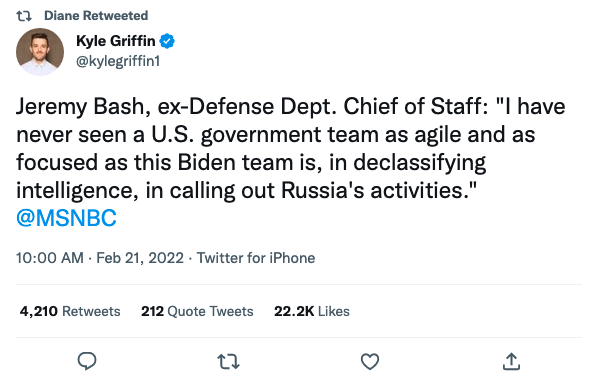 Diane Retweeted
Kyle Griffin
@kylegriffin1
Jeremy Bash, ex-Defense Dept. Chief of Staff: "I have
never seen a U.S. government team as agile and as
focused as this Biden team is, in declassifying
intelligence, in calling out Russia's activities."
@MSNBC
10:00 AM · Feb 21, 2022 · Twitter for iPhone
4,210 Retweets 212 Quote Tweets 22.2K Likes